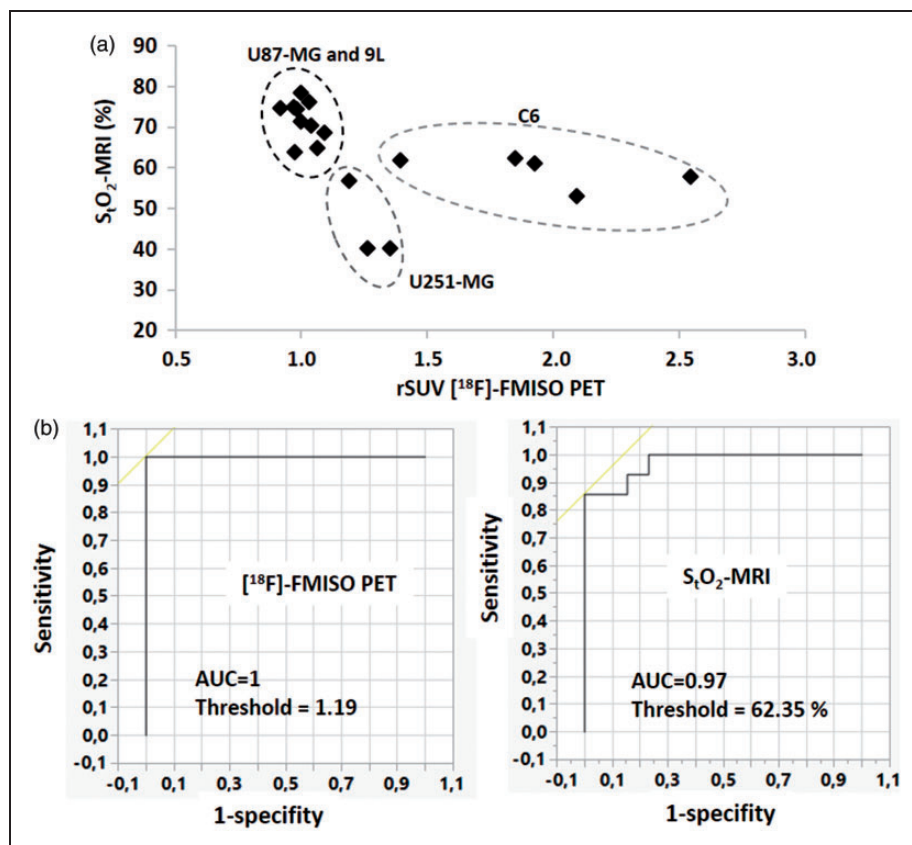 (a)
U87-MG and 9L
C6
U251-MG
StO2-MRI (%)
90
80
70
60
50
40
30
20
0.5
1.0
1.5
2.0
2.5
3.0
rSUV [18F]-FMISO PET
(b)
Sensitivity
1,1
1,0
0,9
0,8
0,7
0,6
0,5
0,4
0,3
0,2
0,1
0,0
-0,1
[18F]-FMISO PET
AUC=1
Threshold = 1.19
-0,1 0,1 0,3 0,5 0,7 0,9 1,1
1-specifity
Sensitivity
1,1
1,0
0,9
0,8
0,7
0,6
0,5
0,4
0,3
0,2
0,1
0,0
-0,1
StO2-MRI
AUC=0.97
Threshold = 62.35 %
-0,1 0,1 0,3 0,5 0,7 0,9 1,1
1-specifity